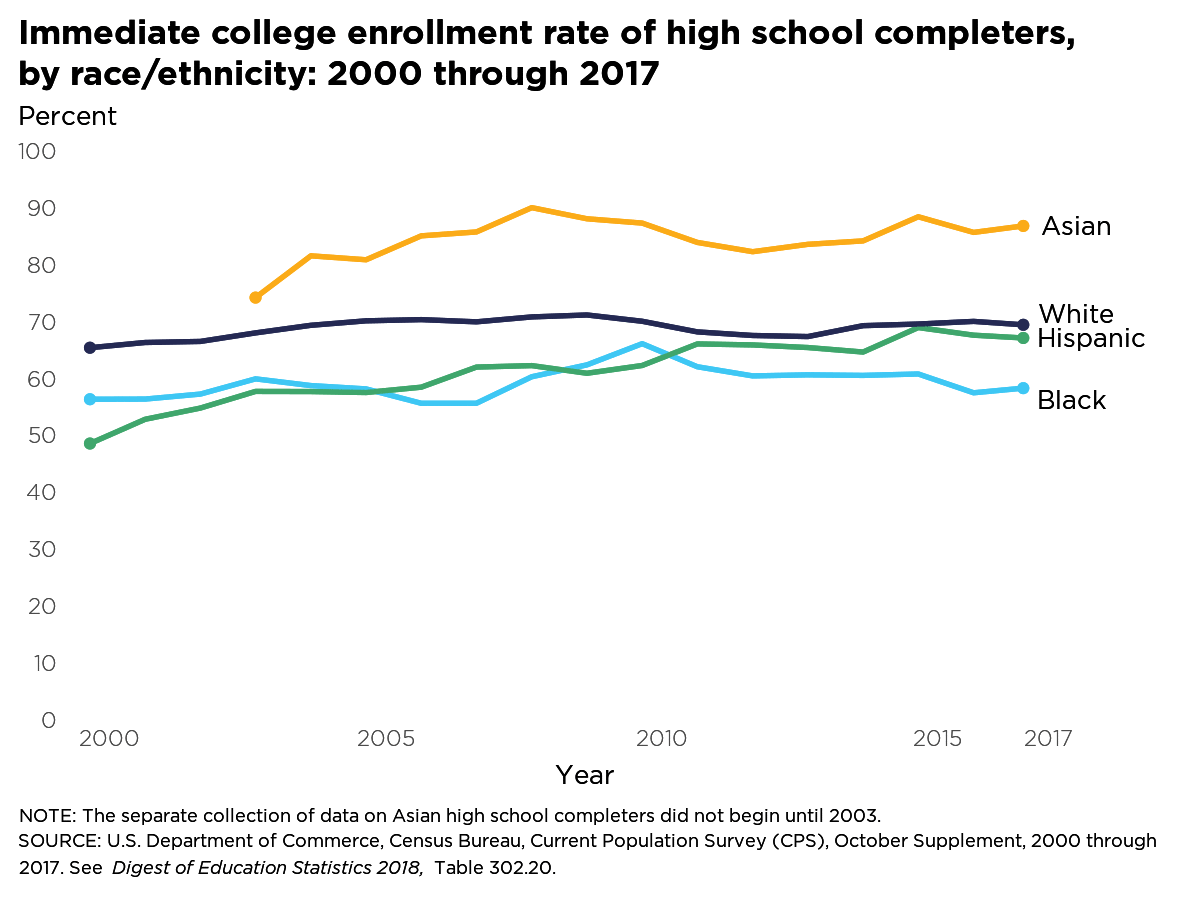 Immediate college enrollment rate of high school completers,
by race/ethnicity: 2000 through 2017
Percent
100
90
80
70
60
50
40
30
20
10
0
Asian
White
Hispanic
Black
2000 2005 2010 2015 2017
Year
NOTE: The separate collection of data on Asian high school completers did not begin until 2003.
SOURCE: U.S. Department of Commerce, Census Bureau, Current Population Survey (CPS), October Supplement, 2000 through
2017. See Digest of Education Statistics 2018, Table 302.20.